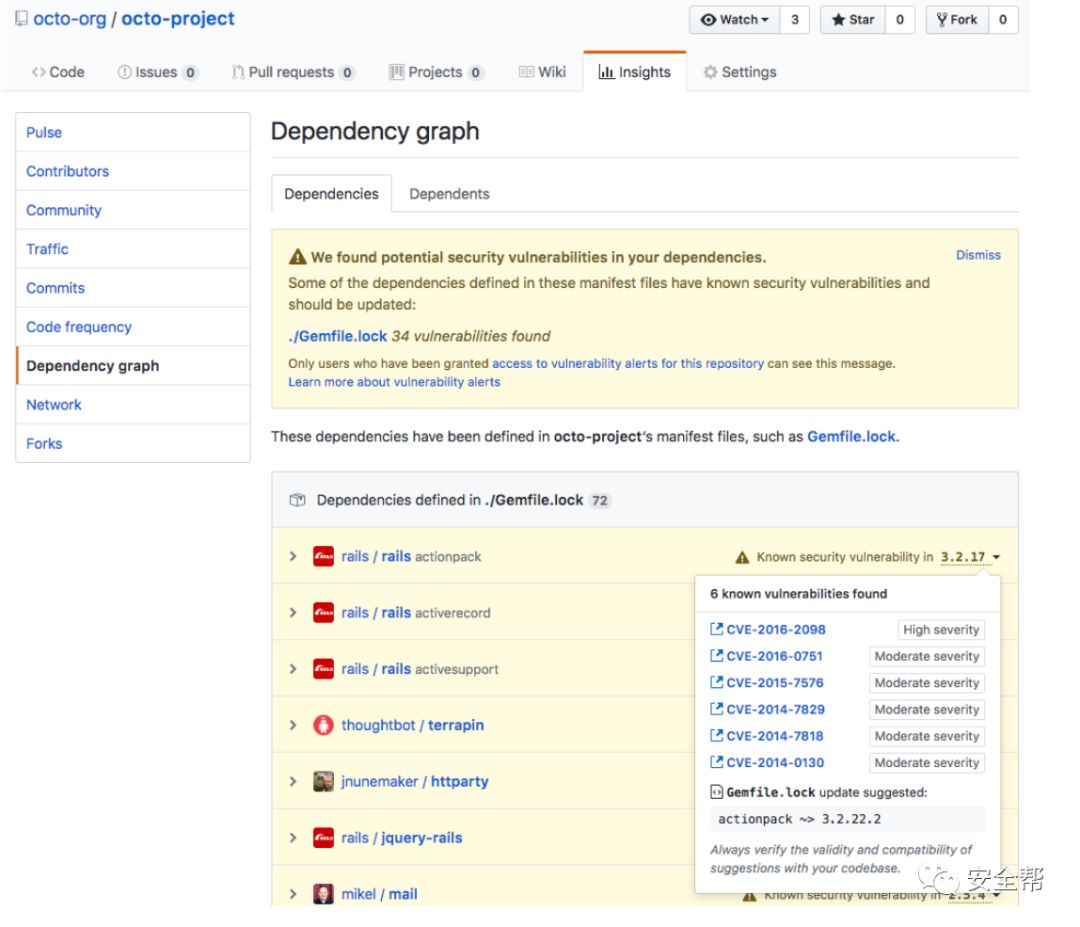 octo-org / octo-project
Watch 3 Star 0 Fork 0
Code Issues 0 Pull requests 0 Projects 0 Wiki Insights Settings
Pulse
Contributors
Community
Traffic
Commits
Code frequency
Dependency graph
Network
Forks
Dependency graph
Dependencies Dependents
We found potential security vulnerabilities in your dependencies. Dismiss
Some of the dependencies defined in these manifest files have known security vulnerabilities and
should be updated:
./Gemfile.lock 34 vulnerabilities found
Only users who have been granted access to vulnerability alerts for this repository can see this message.
Learn more about vulnerability alerts
These dependencies have been defined in octo-project's manifest files, such as Gemfile.lock.
Dependencies defined in ./Gemfile.lock 72
rails / rails actionpack Known security vulnerability in 3.2.17
rails / rails activerecord
rails / rails activesupport
thoughtbot / terrapin
jnunemaker / httparty
rails / jquery-rails
mikel / mail Known security vulnerability in 2.5.4
6 known vulnerabilities found
CVE-2016-2098 High severity
CVE-2016-0751 Moderate severity
CVE-2015-7576 Moderate severity
CVE-2014-7829 Moderate severity
CVE-2014-7818 Moderate severity
CVE-2014-0130 Moderate severity
Gemfile.lock update suggested:
actionpack ~> 3.2.22.2
Always verify the validity and compatibility of
suggestions with your codebase.
安全帮